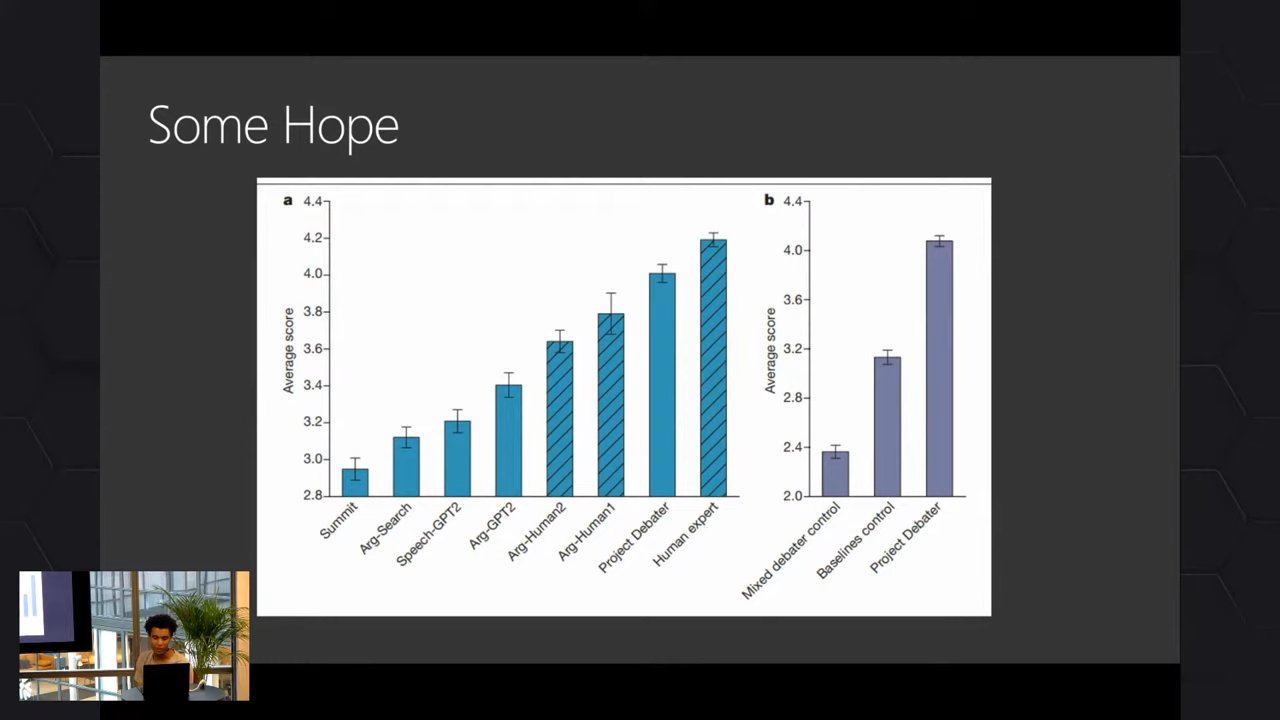 Some Hope
a
4.4
4.2
4.0
3.8
3.6
3.4
3.2
3.0
2.8
Average score
Summit
Arg-Search
Speech-GPT2
Arg-GPT2
Arg-Human2
Arg-Human1
Project Debater
Human expert
b
4.4
4.0
3.6
3.2
2.8
2.4
2.0
Average score
Mixed debater control
Baselines control
Project Debater